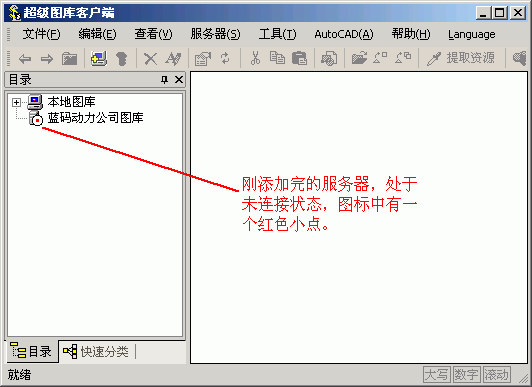 超级图库客户端
文件(F) 编辑(E) 查看(V) 服务器(S) 工具(T) AutoCAD(A) 帮助(H) Language
提取资源
目录
本地图库
蓝码动力公司图库
刚添加完的服务器，处于
未连接状态，图标中有一
个红色小点。
目录 快速分类
就绪 大写 数字 滚动